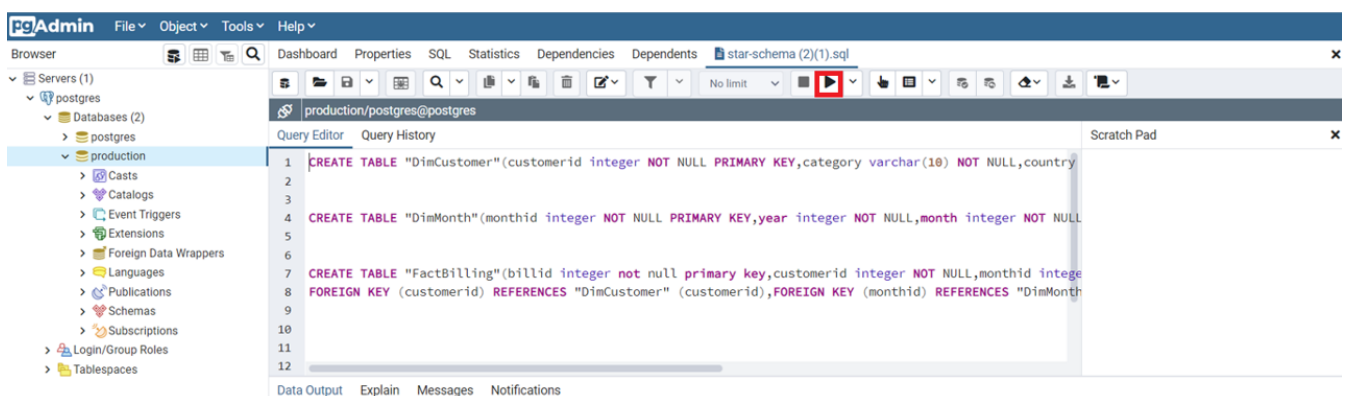 pgAdmin File Object Tools Help
Browser
Dashboard Properties SQL Statistics Dependencies Dependents star-schema (2)(1).sql
Servers (1)
postgres
Databases (2)
postgres
production
Casts
Catalogs
Event Triggers
Extensions
Foreign Data Wrappers
Languages
Publications
Schemas
Subscriptions
Login/Group Roles
Tablespaces
No limit
production/postgres@postgres
Query Editor Query History
Scratch Pad
1 CREATE TABLE "DimCustomer"(customerid integer NOT NULL PRIMARY KEY,category varchar(10) NOT NULL,country
2
3
4 CREATE TABLE "DimMonth"(monthid integer NOT NULL PRIMARY KEY,year integer NOT NULL,month integer NOT NULL
5
6
7 CREATE TABLE "FactBilling"(billid integer not null primary key,customerid integer NOT NULL,monthid intege
8 FOREIGN KEY (customerid) REFERENCES "DimCustomer" (customerid),FOREIGN KEY (monthid) REFERENCES "DimMonth
9
10
11
12
Data Output Explain Messages Notifications